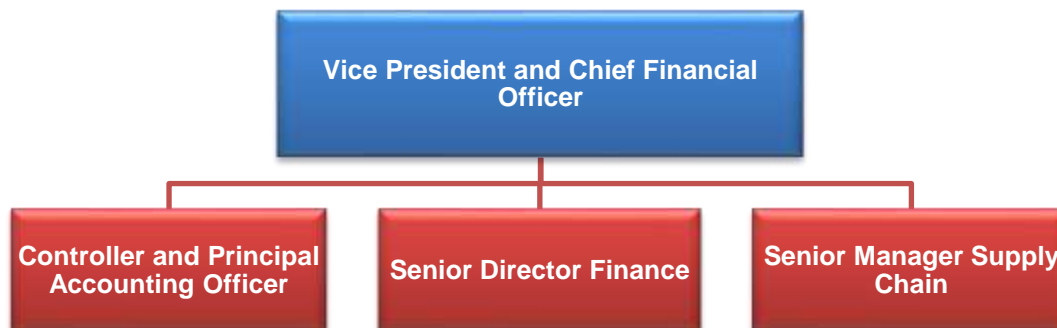 Vice President and Chief Financial
Officer
Controller and Principal
Accounting Officer
Senior Director Finance
Senior Manager Supply
Chain